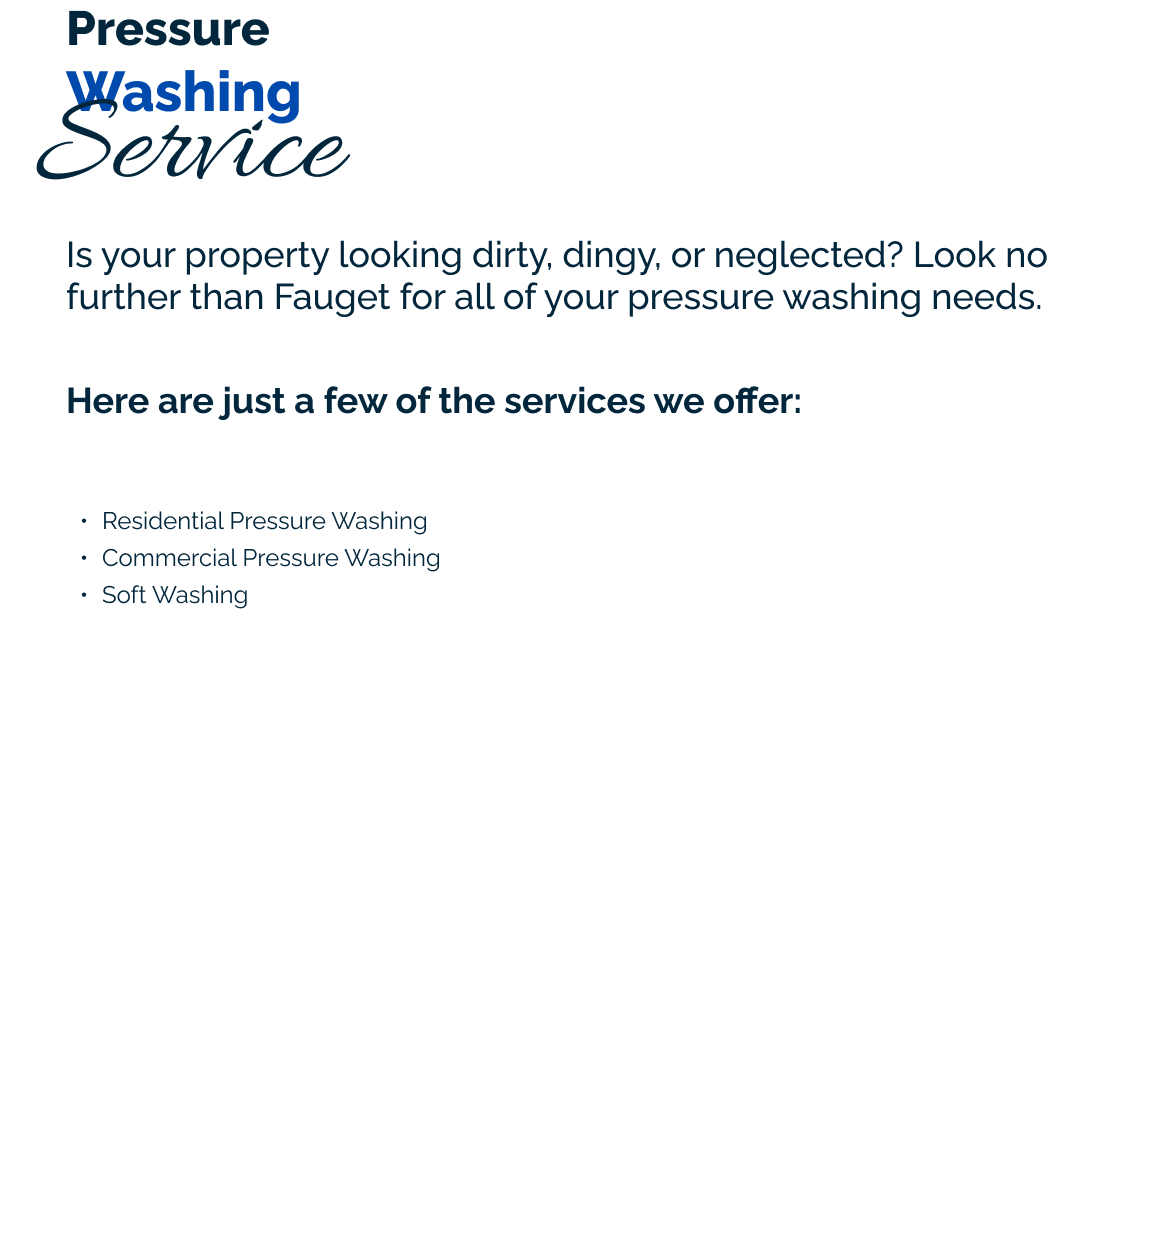 Pressure
Washing
Service
Is your property looking dirty, dingy, or neglected? Look no
further than Fauget for all of your pressure washing needs.
Here are just a few of the services we offer:
• Residential Pressure Washing
• Commercial Pressure Washing
• Soft Washing